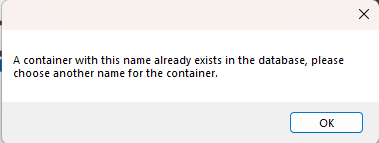 A container with this name already exists in the database, please
choose another name for the container.
OK